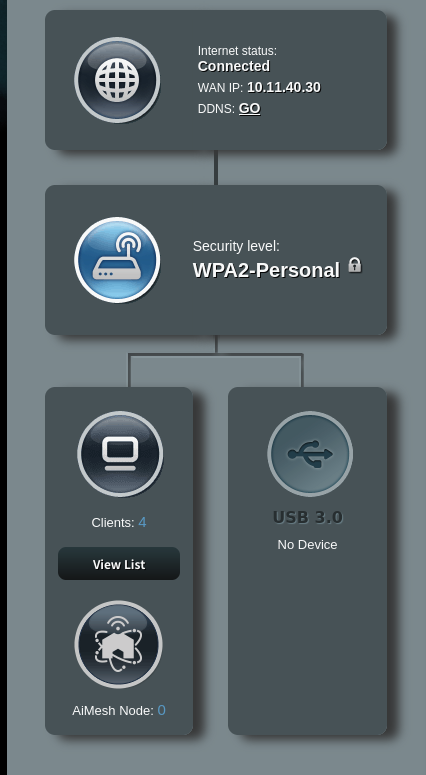 Internet status:
Connected
WAN IP: 10.11.40.30
DDNS: GO
Security level:
WPA2-Personal
Clients: 4
View List
AiMesh Node: 0
USB 3.0
No Device